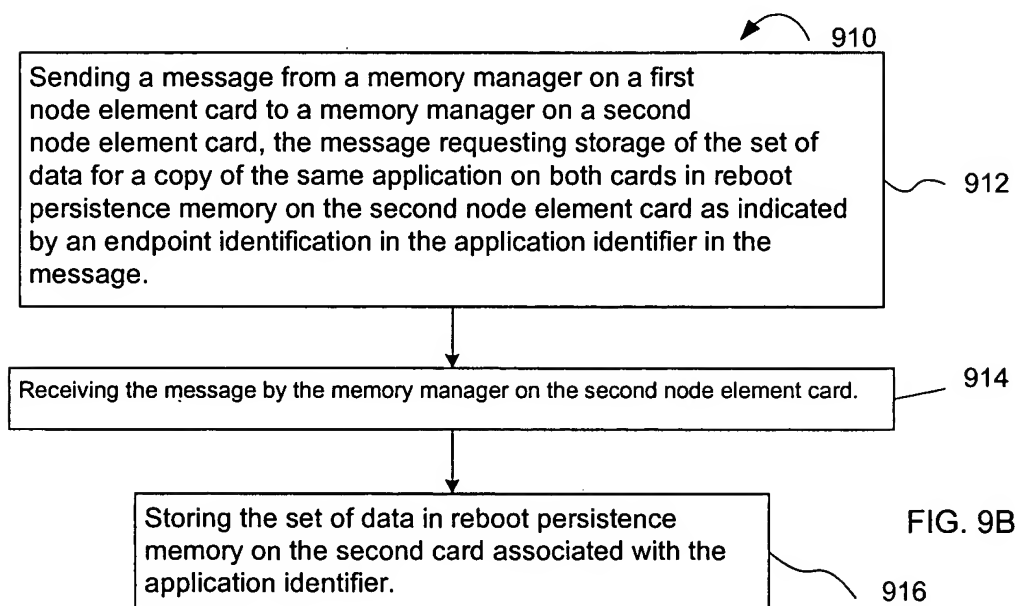 910
Sending a message from a memory manager on a first
node element card to a memory manager on a second
node element card, the message requesting storage of the set of
data for a copy of the same application on both cards in reboot
persistence memory on the second node element card as indicated
by an endpoint identification in the application identifier in the
message.
912
Receiving the message by the memory manager on the second node element card.
914
Storing the set of data in reboot persistence
memory on the second card associated with the
application identifier.
FIG. 9B
916